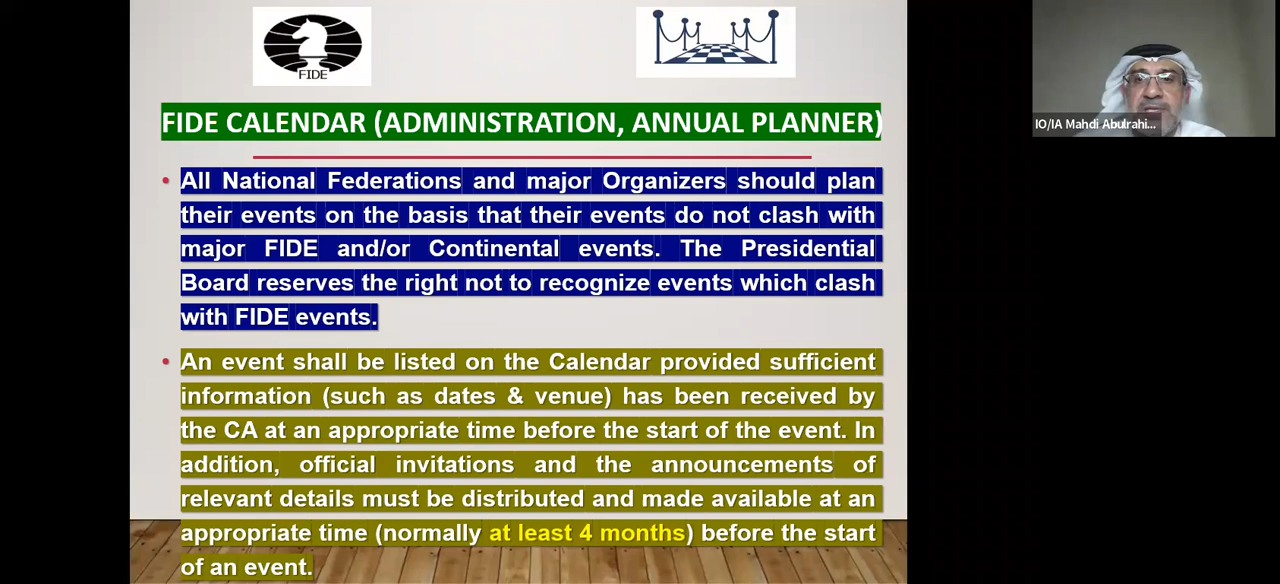 FIDE
FIDE CALENDAR (ADMINISTRATION, ANNUAL PLANNER)
• All National Federations and major Organizers should plan
their events on the basis that their events do not clash with
major FIDE and/or Continental events. The Presidential
Board reserves the right not to recognize events which clash
with FIDE events.
• An event shall be listed on the Calendar provided sufficient
information (such as dates & venue) has been received by
the CA at an appropriate time before the start of the event. In
addition, official invitations and the announcements of
relevant details must be distributed and made available at an
appropriate time (normally at least 4 months) before the start
of an event.
IO/IA Mahdi Abulrahi...